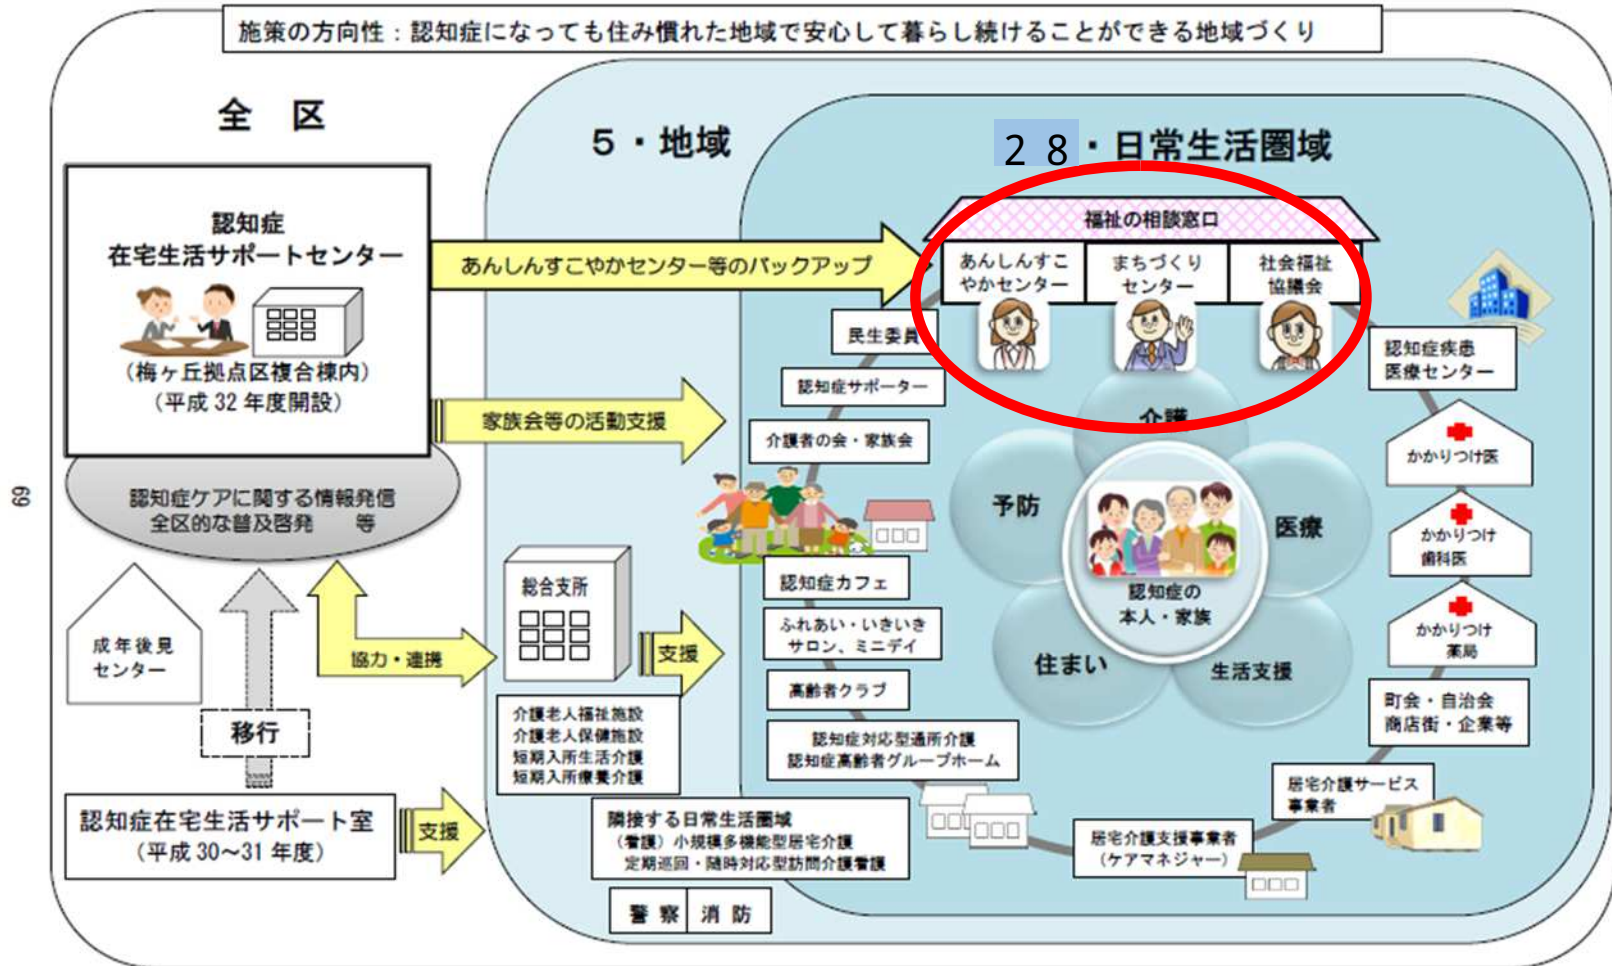 施策の方向性：認知症になっても住み慣れた地域で安心して暮らし続けることができる地域づくり
全　区
５・地域
２８・日常生活圏域
認知症
在宅生活サポートセンター
（梅ヶ丘拠点区複合棟内）
（平成 32 年度開設）
認知症ケアに関する情報発信
全区的な普及啓発　等
あんしんすこやかセンター等のバックアップ
家族会等の活動支援
福祉の相談窓口
あんしんすこ
やかセンター
まちづくり
センター
社会福祉
協議会
民生委員
認知症サポーター
介護者の会・家族会
認知症カフェ
ふれあい・いきいき
サロン、ミニデイ
高齢者クラブ
認知症対応型通所介護
認知症高齢者グループホーム
介護
予防
医療
住まい
生活支援
認知症の
本人・家族
認知症疾患
医療センター
かかりつけ医
かかりつけ
歯科医
かかりつけ
薬局
町会・自治会
商店街・企業等
居宅介護サービス
事業者
居宅介護支援事業者
（ケアマネジャー）
成年後見
センター
移行
協力・連携
総合支所
支援
介護老人福祉施設
介護老人保健施設
短期入所生活介護
短期入所療養介護
認知症在宅生活サポート室
（平成 30～31 年度）
支援
隣接する日常生活圏域
（看護）小規模多機能型居宅介護
定期巡回・随時対応型訪問介護看護
警 察
消 防
69